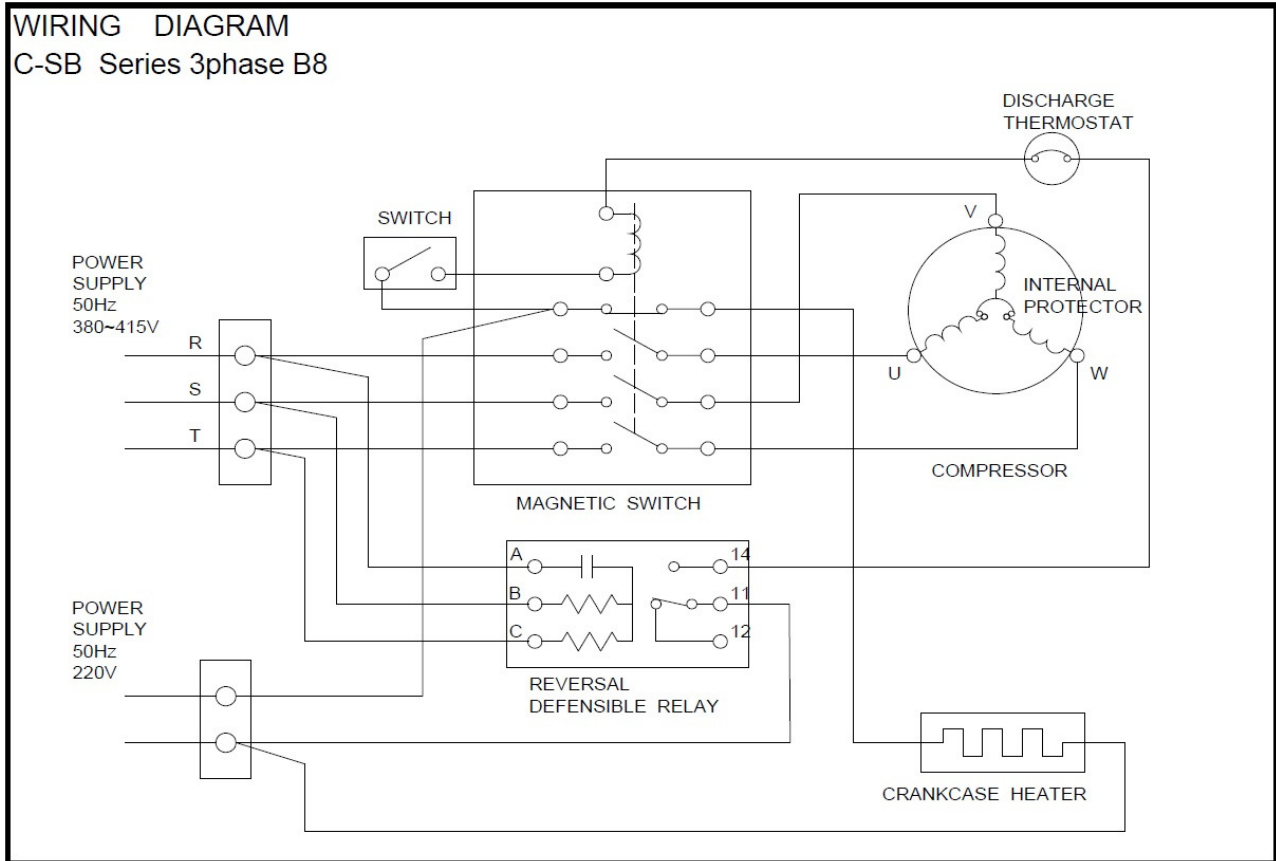 WIRING DIAGRAM
C-SB Series 3phase B8
DISCHARGE
THERMOSTAT
SWITCH
V
POWER
SUPPLY
50Hz
380~415V
INTERNAL
PROTECTOR
R
U
W
S
T
COMPRESSOR
MAGNETIC SWITCH
A
14
B
11
C
12
POWER
SUPPLY
50Hz
220V
REVERSAL
DEFENSIBLE RELAY
CRANKCASE HEATER